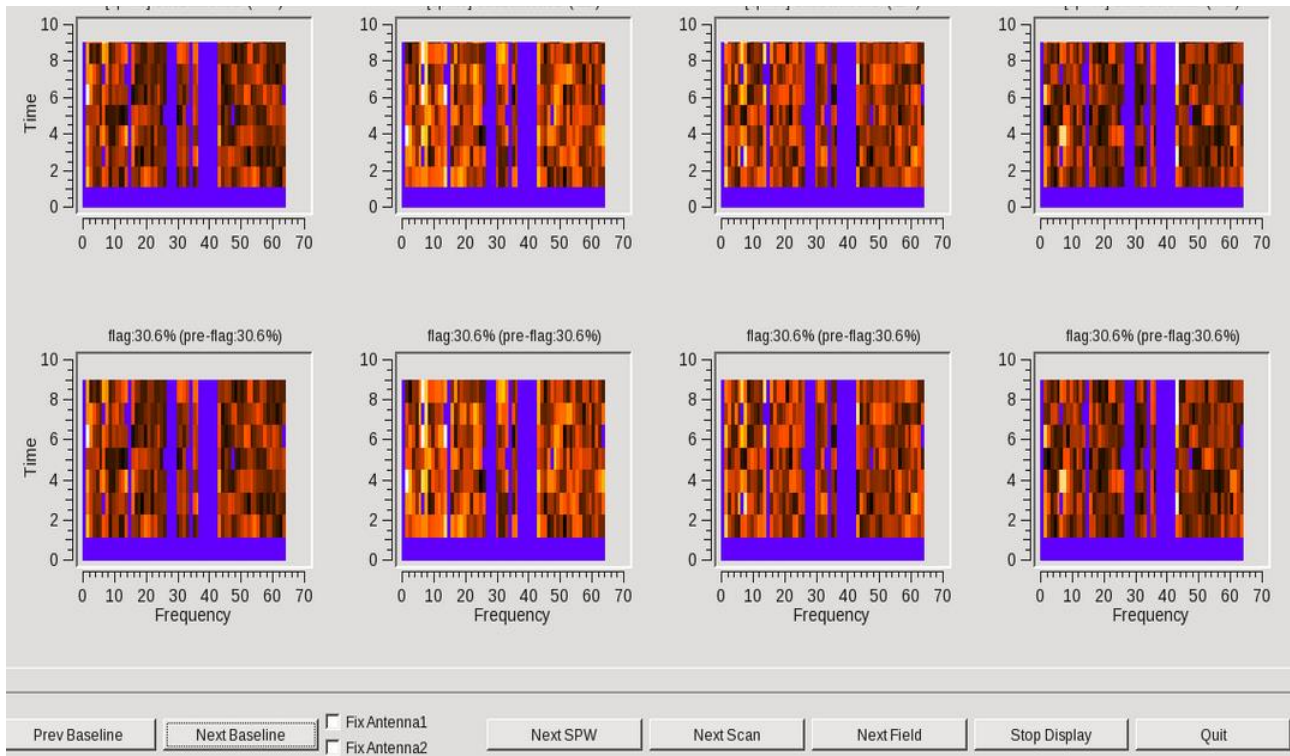 10
8
6
4
2
0
Time
0 10 20 30 40 50 60 70
10
8
6
4
2
0
0 10 20 30 40 50 60 70
10
8
6
4
2
0
0 10 20 30 40 50 60 70
10
8
6
4
2
0
0 10 20 30 40 50 60 70
flag:30.6% (pre-flag:30.6%)
10
8
6
4
2
0
Time
0 10 20 30 40 50 60 70
Frequency
flag:30.6% (pre-flag:30.6%)
10
8
6
4
2
0
0 10 20 30 40 50 60 70
Frequency
flag:30.6% (pre-flag:30.6%)
10
8
6
4
2
0
0 10 20 30 40 50 60 70
Frequency
flag:30.6% (pre-flag:30.6%)
10
8
6
4
2
0
0 10 20 30 40 50 60 70
Frequency
Prev Baseline
Next Baseline
Fix Antenna1
Fix Antenna2
Next SPW
Next Scan
Next Field
Stop Display
Quit